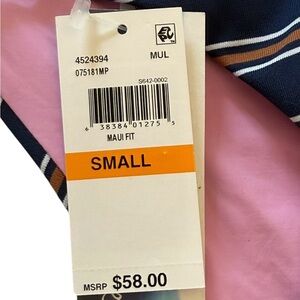 4524394 MUL
075181MP
S642-0002
6 38384 01275 5
MAUI FIT
SMALL
MSRP $58.00